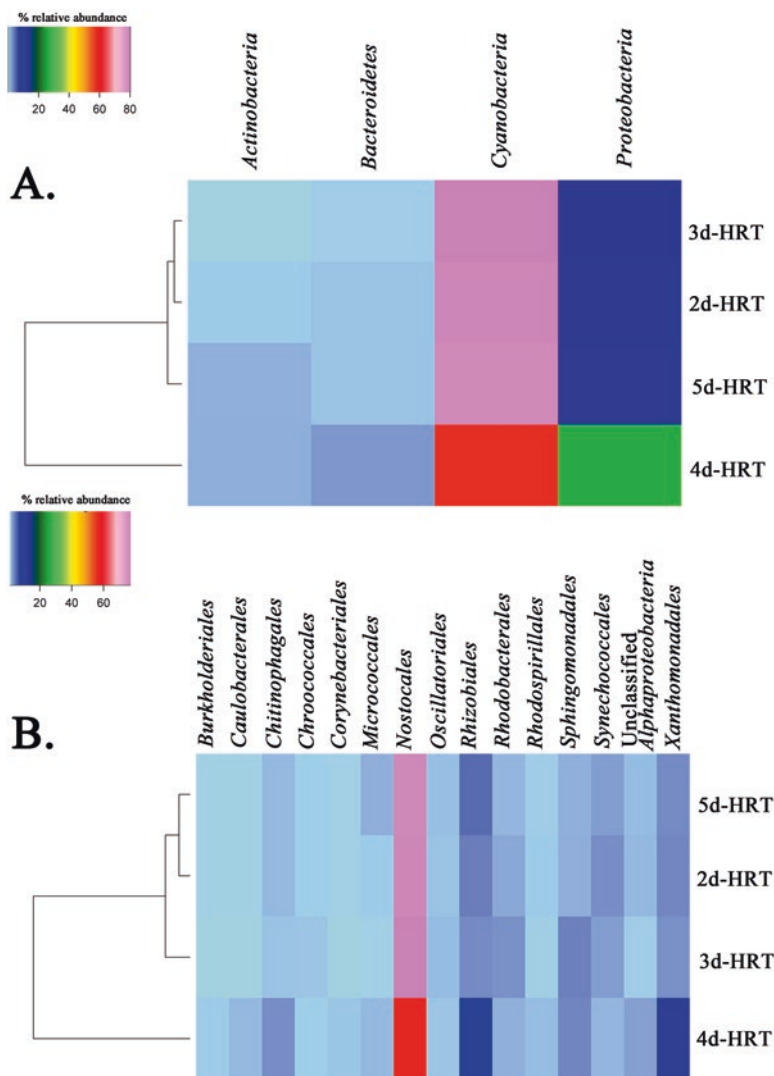 % relative abundance
20 40 60 80
A.
Actinobacteria
Bacteroidetes
Cyanobacteria
Proteobacteria
3d-HRT
2d-HRT
5d-HRT
4d-HRT
% relative abundance
20 40 60
B.
Burkholderiales
Caulobacterales
Chitinophagales
Chroococcales
Corynebacteriales
Micrococcales
Nostocales
Oscillatoriales
Rhizobiales
Rhodobacterales
Rhodospirillales
Sphingomonadales
Synechococcales
Unclassified
Alphaproteobacteria
Xanthomonadales
5d-HRT
2d-HRT
3d-HRT
4d-HRT